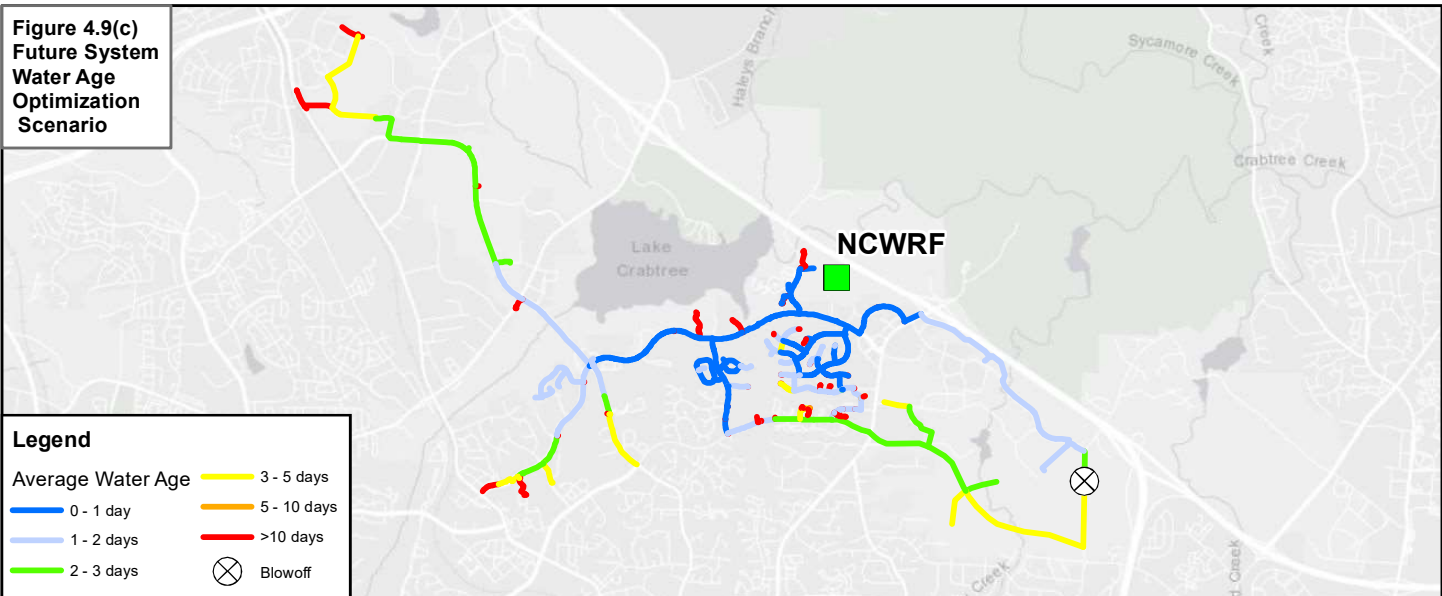 Figure 4.9(c)
Future System
Water Age
Optimization
Scenario
Haleys Branch
Sycamore Creek
Creek
Crabtree Creek
Lake
Crabtree
NCWRF
Legend
Average Water Age
0 - 1 day
1 - 2 days
2 - 3 days
3 - 5 days
5 - 10 days
>10 days
Blowoff
Creek
Creek